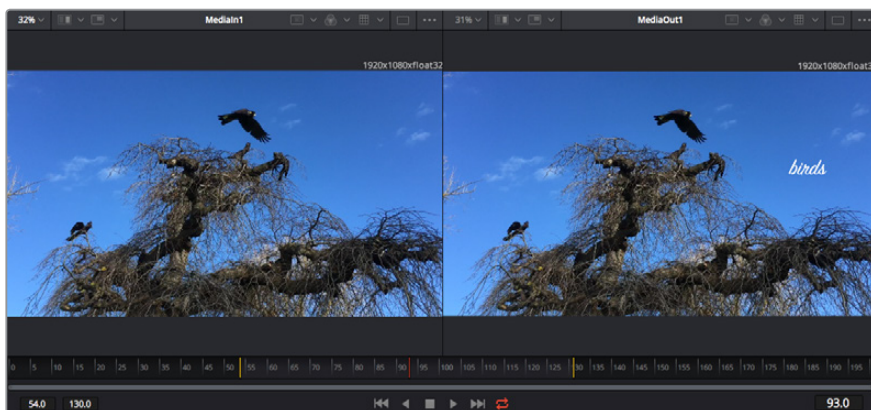 32% MediaIn1
31% MediaOut1
1920x1080xfloat32
1920x1080xfloat3
birds
0 5 10 15 20 25 30 35 40 45 50 55 60 65 70 75 80 85 90 95 100 105 110 115 120 125 130 135 140 145 150 155 160 165 170 175 180 185 190 195
54.0 130.0 93.0